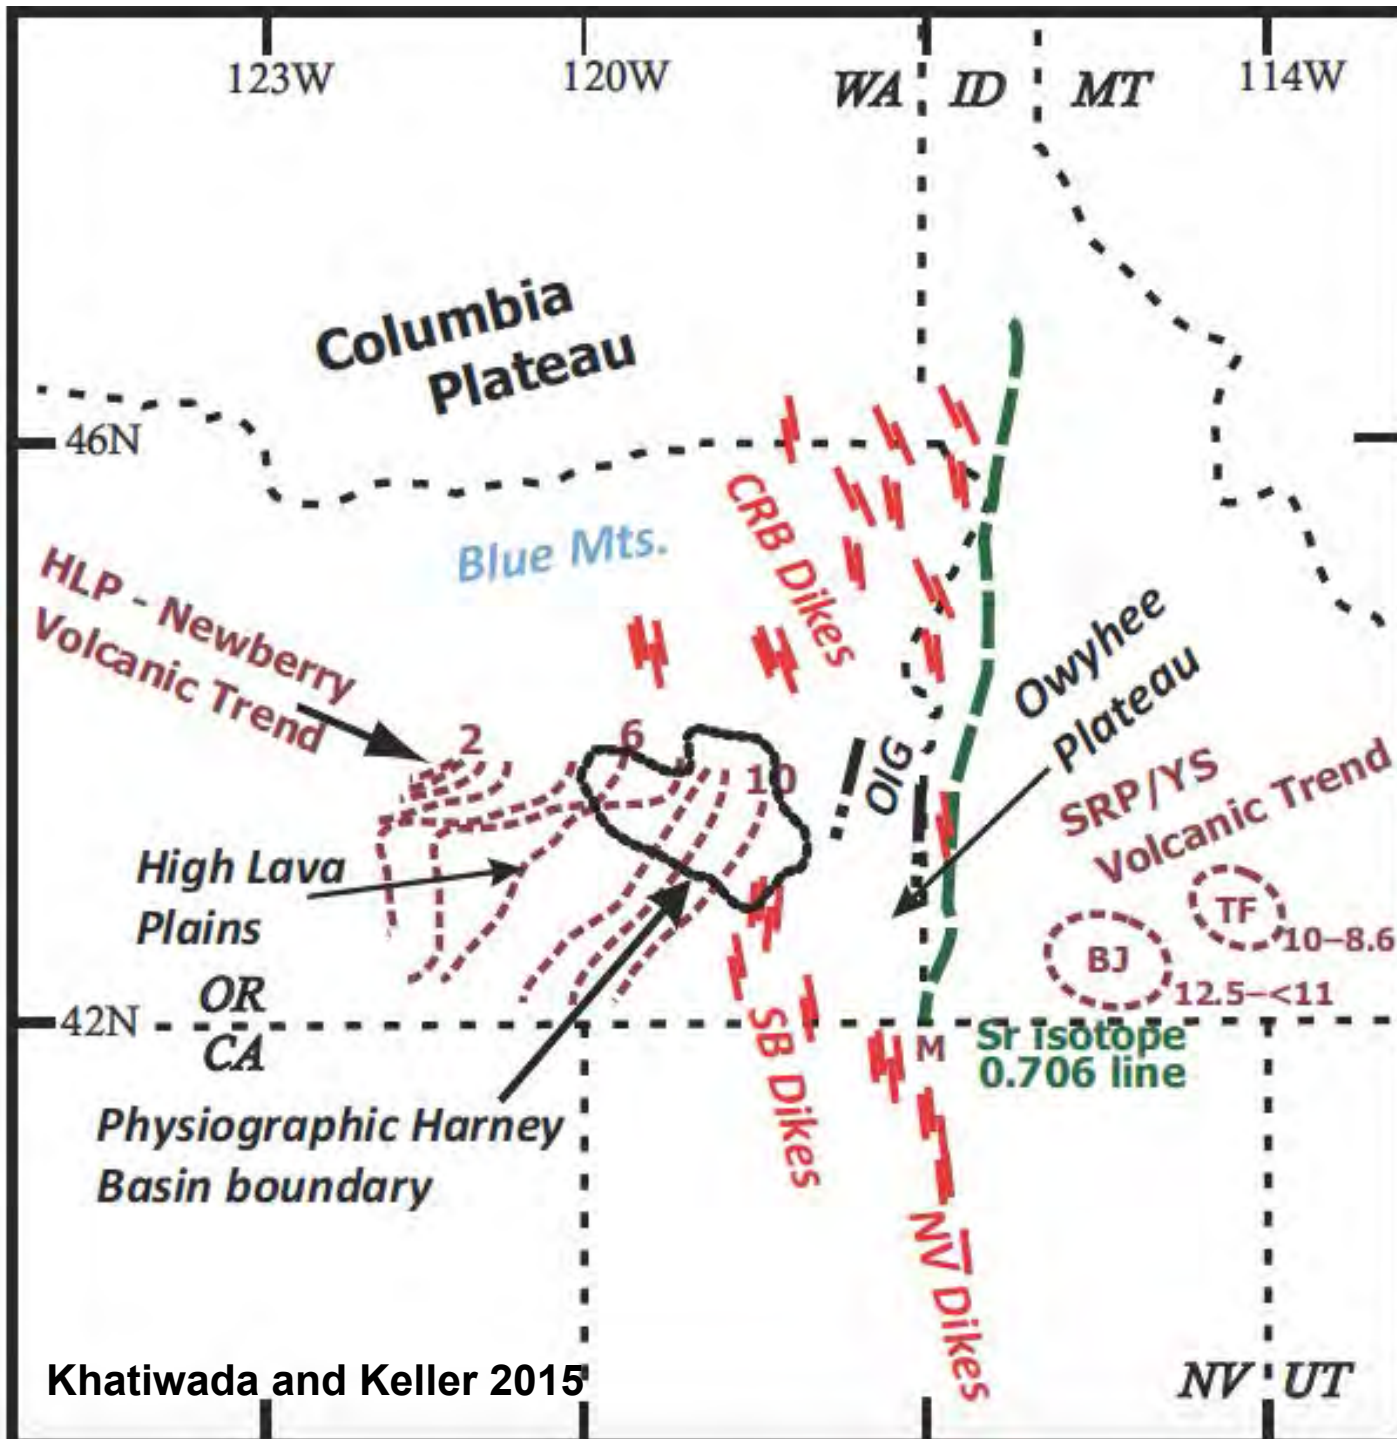 123W
120W
WA
ID
MT
114W
Columbia
Plateau
46N
CRB Dikes
Blue Mts.
HLP - Newberry
Volcanic Trend
Owyhee
Plateau
2
6
10
OIG
SRP/YS
Volcanic Trend
High Lava
Plains
TF
10–8.6
BJ
12.5–<11
OR
42N
CA
SB Dikes
M
Sr isotope
0.706 line
Physiographic Harney
Basin boundary
NV Dikes
Khatiwada and Keller 2015
NV
UT